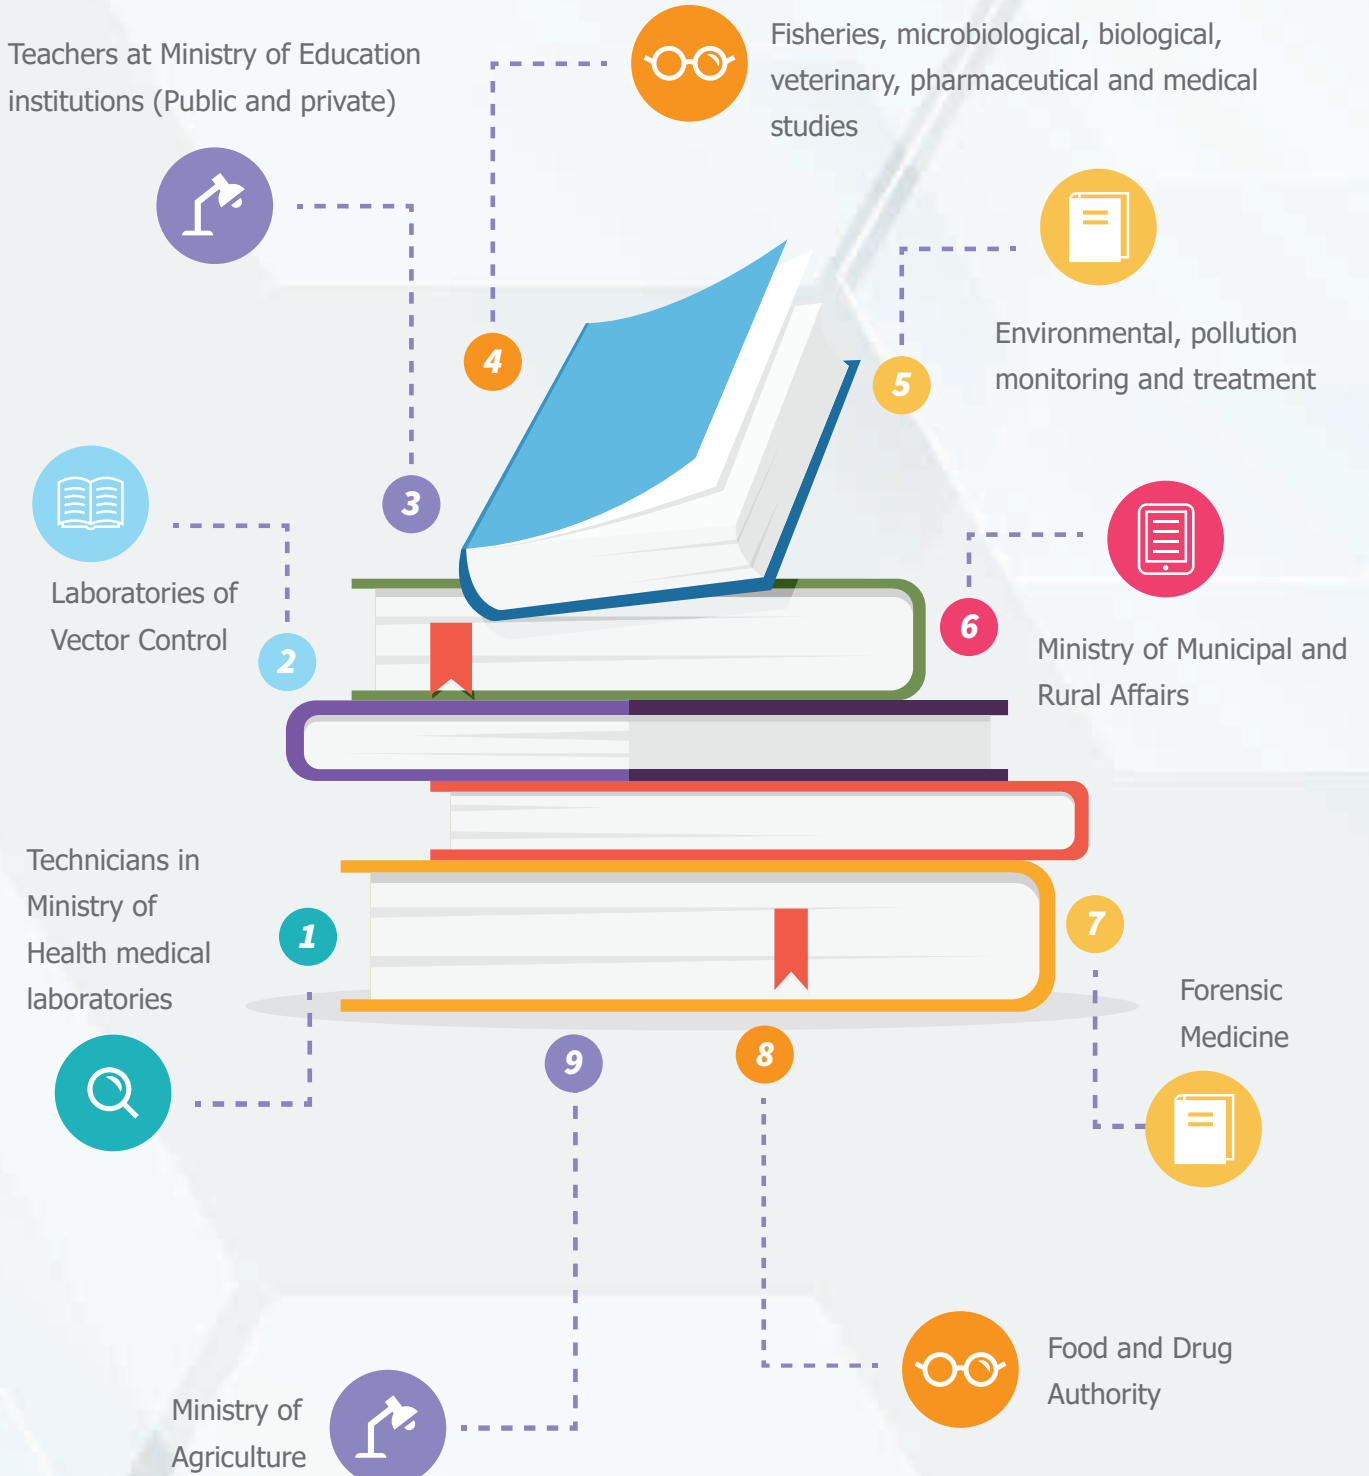 Teachers at Ministry of Education
institutions (Public and private)
Fisheries, microbiological, biological,
veterinary, pharmaceutical and medical
studies
4
5
Environmental, pollution
monitoring and treatment
3
Laboratories of
Vector Control
2
6
Ministry of Municipal and
Rural Affairs
Technicians in
Ministry of
Health medical
laboratories
1
7
Forensic
Medicine
9
8
Food and Drug
Authority
Ministry of
Agriculture